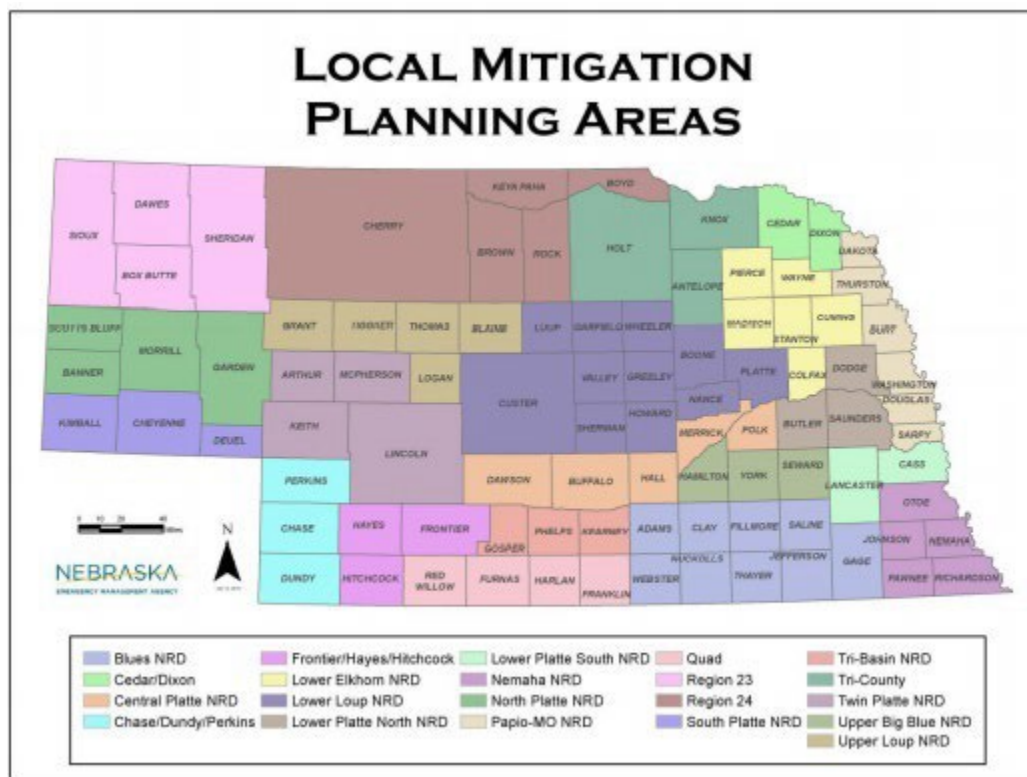 LOCAL MITIGATION
PLANNING AREAS
KEYA PAHA
BOYD
DAWES
CHERRY
KNOX
CEDAR
DIXON
SIOUX
SHERIDAN
BROWN
ROCK
HOLT
DAKOTA
BOX BUTTE
ANTELOPE
PIERCE
WAYNE
THURSTON
SCOTTS BLUFF
GRANT
HOOKER
THOMAS
BLAINE
LOUP
GARFIELD
WHEELER
MADISON
STANTON
CUMING
BURT
MORRILL
BANNER
GARDEN
ARTHUR
MCPHERSON
LOGAN
CUSTER
VALLEY
GREELEY
BOONE
PLATTE
COLFAX
DODGE
WASHINGTON
KIMBALL
CHEYENNE
DEUEL
KEITH
LINCOLN
SHERMAN
HOWARD
NANCE
MERRICK
POLK
BUTLER
SAUNDERS
DOUGLAS
SARPY
PERKINS
DAWSON
BUFFALO
HALL
HAMILTON
YORK
SEWARD
LANCASTER
CASS
OTOE
CHASE
HAYES
FRONTIER
GOSPER
PHELPS
KEARNEY
ADAMS
CLAY
FILLMORE
SALINE
JOHNSON
NEMAHA
DUNDY
HITCHCOCK
RED
WILLOW
FURNAS
HARLAN
FRANKLIN
WEBSTER
NUCKOLLS
THAYER
JEFFERSON
GAGE
PAWNEE
RICHARDSON
0 10 20 40
N
NEBRASKA
EMERGENCY MANAGEMENT AGENCY
Blues NRD
Cedar/Dixon
Central Platte NRD
Chase/Dundy/Perkins
Frontier/Hayes/Hitchcock
Lower Elkhorn NRD
Lower Loup NRD
Lower Platte North NRD
Lower Platte South NRD
Nemaha NRD
North Platte NRD
Papio-MO NRD
Quad
Region 23
Region 24
South Platte NRD
Tri-Basin NRD
Tri-County
Twin Platte NRD
Upper Big Blue NRD
Upper Loup NRD